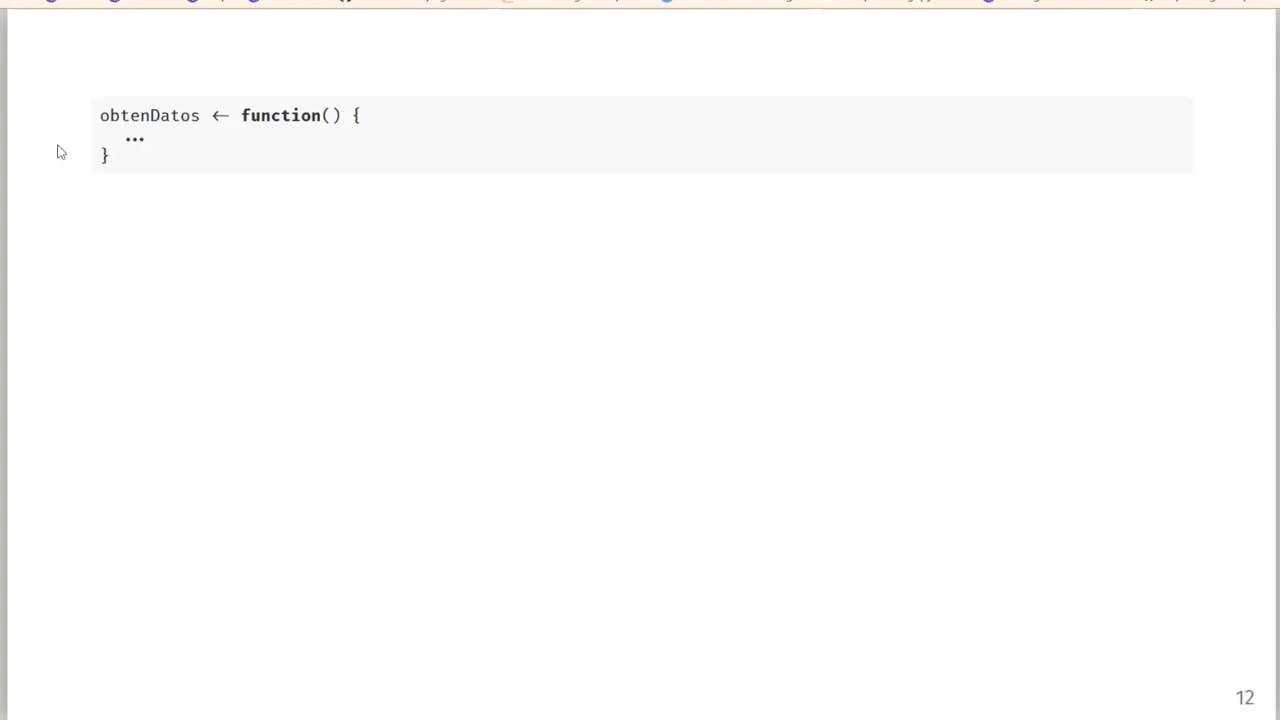 obtenDatos ← function() {
...
}
12